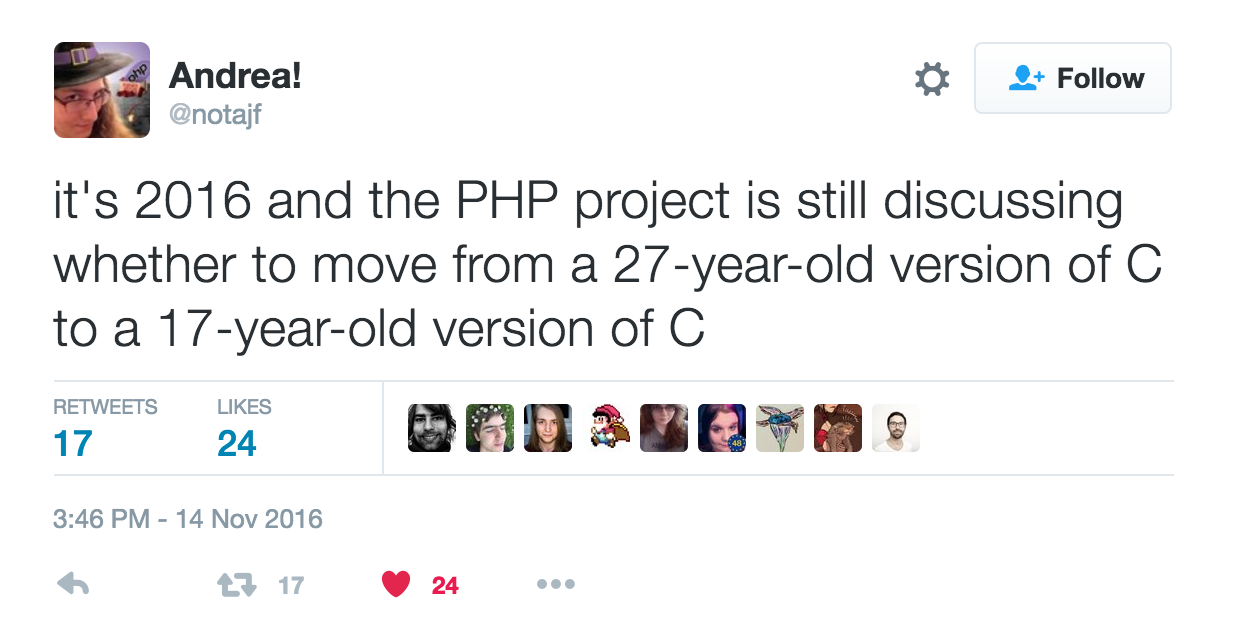 Andrea!
@notajf
Follow
it's 2016 and the PHP project is still discussing
whether to move from a 27-year-old version of C
to a 17-year-old version of C
RETWEETS
17
LIKES
24
48
3:46 PM - 14 Nov 2016
17
24
php